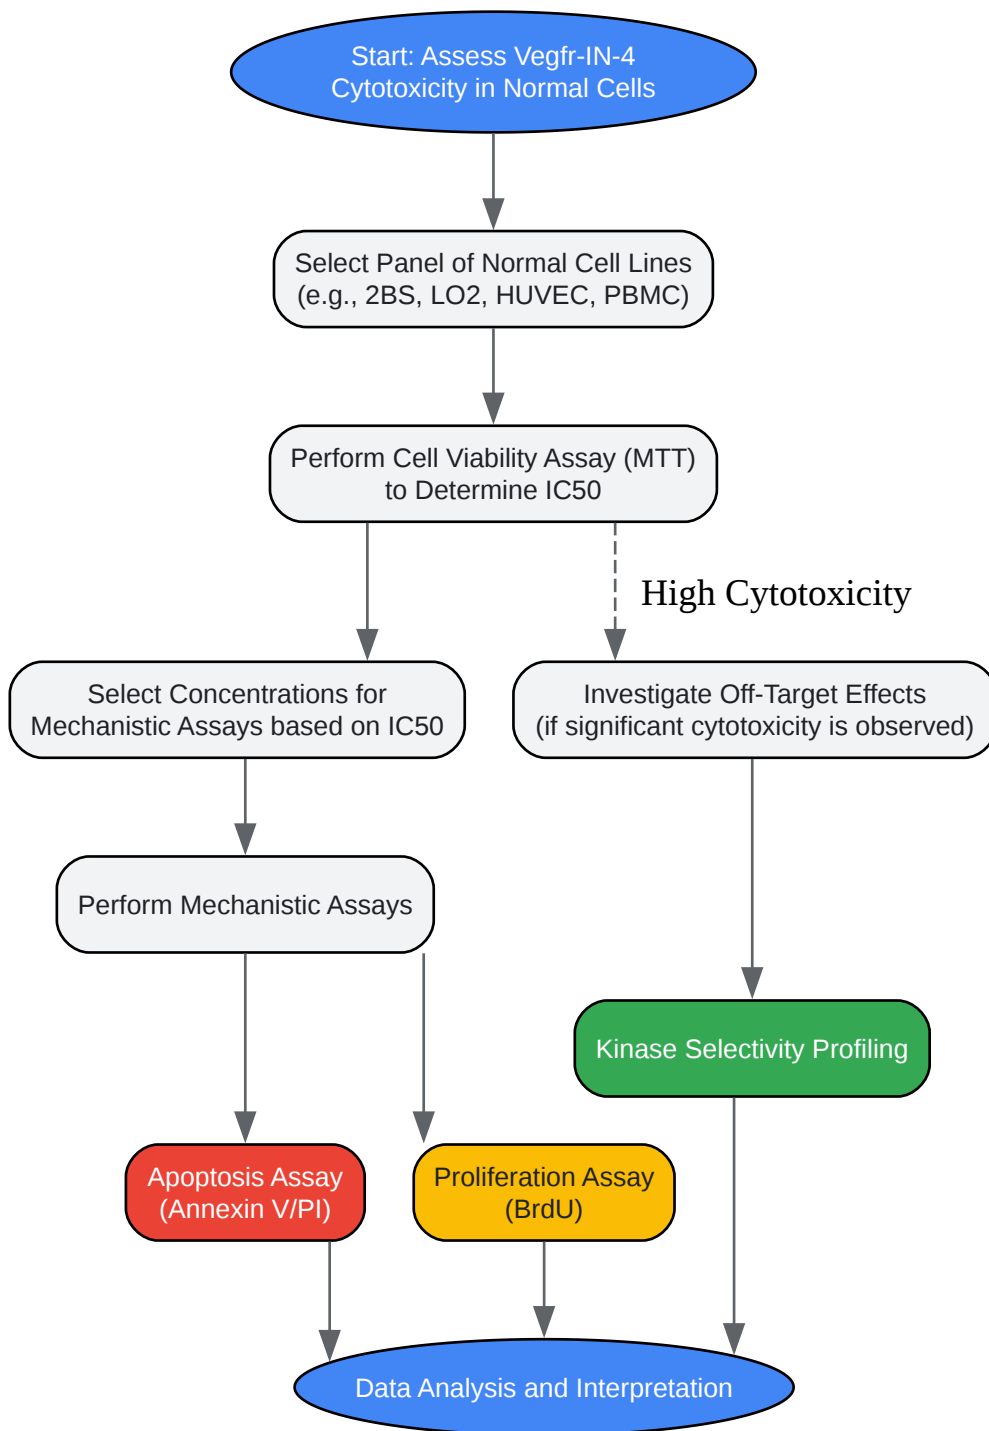 Start: Assess Vegfr-IN-4
Cytotoxicity in Normal Cells
Select Panel of Normal Cell Lines
(e.g., 2BS, LO2, HUVEC, PBMC)
Perform Cell Viability Assay (MTT)
to Determine IC50
High Cytotoxicity
Select Concentrations for
Mechanistic Assays based on IC50
Investigate Off-Target Effects
(if significant cytotoxicity is observed)
Perform Mechanistic Assays
Kinase Selectivity Profiling
Apoptosis Assay
(Annexin V/PI)
Proliferation Assay
(BrdU)
Data Analysis and Interpretation